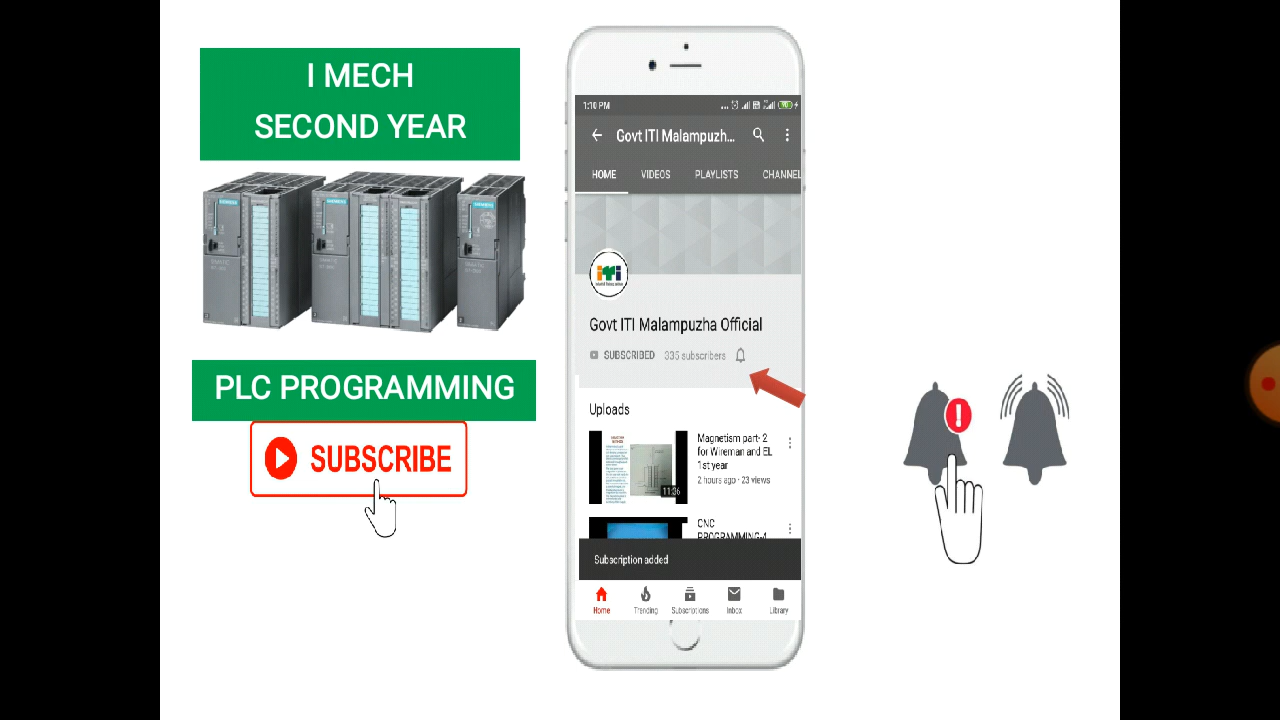 I MECH
SECOND YEAR
PLC PROGRAMMING
SUBSCRIBE
1:10 PM
Govt ITI Malampuzh...
HOME VIDEOS PLAYLISTS CHANNEL
Govt ITI Malampuzha Official
SUBSCRIBED 335 subscribers
Uploads
Magnetism part- 2
for Wireman and EL
1st year
2 hours ago · 23 views
11:36
CNC
PROGRAMMING-4
Subscription added
Home Trending Subscriptions Inbox Library